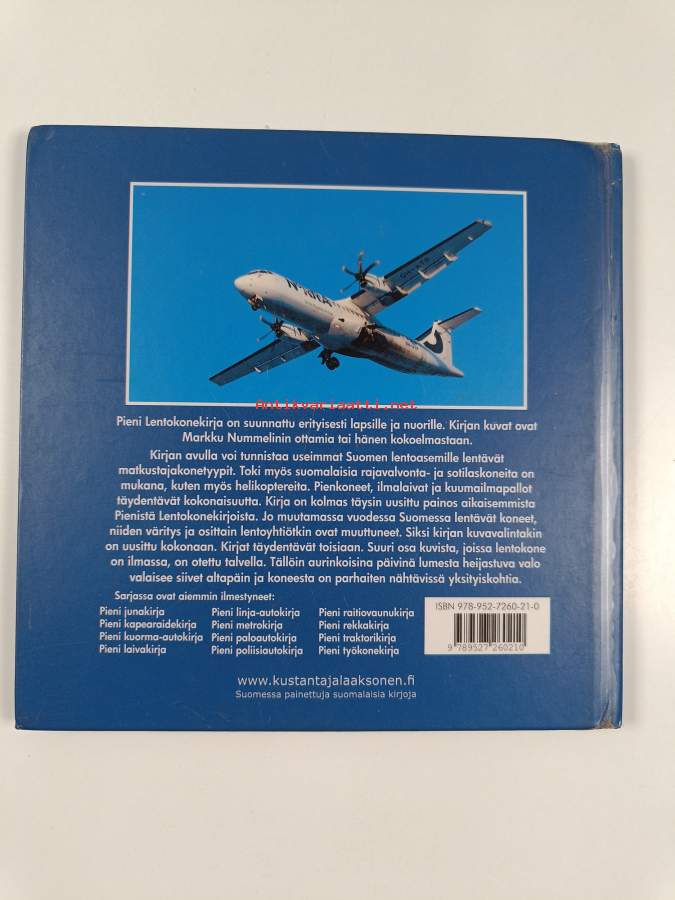 NORRA
OH-ATP
Antikvariaatti.net
Pieni Lentokonekirja on suunnattu erityisesti lapsille ja nuorille. Kirjan kuvat ovat
Markku Nummelinin ottamia tai hänen kokoelmastaan.
Kirjan avulla voi tunnistaa useimmat Suomen lentoasemille lentävät
matkustajakonetyypit. Toki myös suomalaisia rajavalvonta- ja sotilaskoneita on
mukana, kuten myös helikoptereita. Pienkoneet, ilmalaivat ja kuumailmapallot
täydentävät kokonaisuutta. Kirja on kolmas täysin uusittu painos aikaisemmista
Pienistä Lentokonekirjoista. Jo muutamassa vuodessa Suomessa lentävät koneet,
niiden väritys ja osittain lentoyhtiötkin ovat muuttuneet. Siksi kirjan kuvavalintakin
on uusittu kokonaan. Kirjat täydentävät toisiaan. Suuri osa kuvista, joissa lentokone
on ilmassa, on otettu talvella. Tällöin aurinkoisina päivinä lumesta heijastuva valo
valaisee siivet altapäin ja koneesta on parhaiten nähtävissä yksityiskohtia.
Sarjassa ovat aiemmin ilmestyneet:
Pieni junakirja Pieni linja-autokirja Pieni raitiovaunukirja
Pieni kapearaidekirja Pieni metrokirja Pieni rekkakirja
Pieni kuorma-autokirja Pieni paloautokirja Pieni traktorikirja
Pieni laivakirja Pieni poliisiautokirja Pieni työkonekirja
ISBN 978-952-7260-21-0
9 789527 260210
www.kustantajalaaksonen.fi
Suomessa painettuja suomalaisia kirjoja